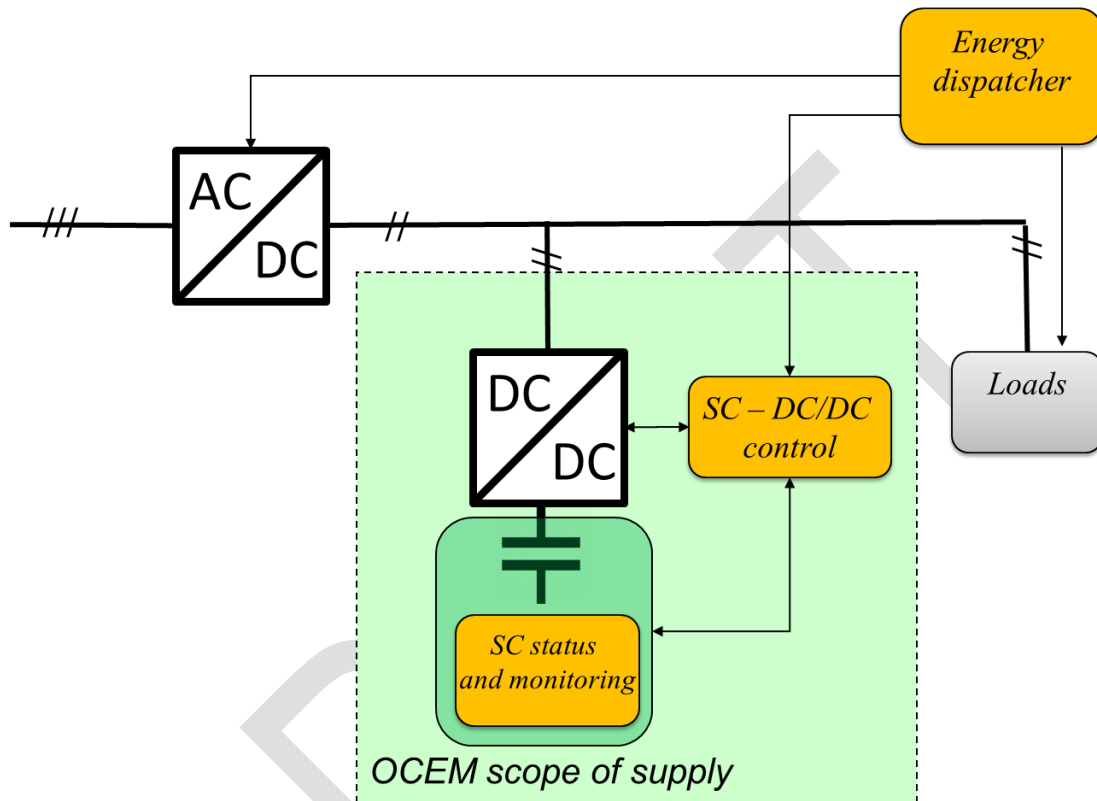 Energy
dispatcher
AC
DC
DC
DC
SC – DC/DC
control
Loads
SC status
and monitoring
OCEM scope of supply